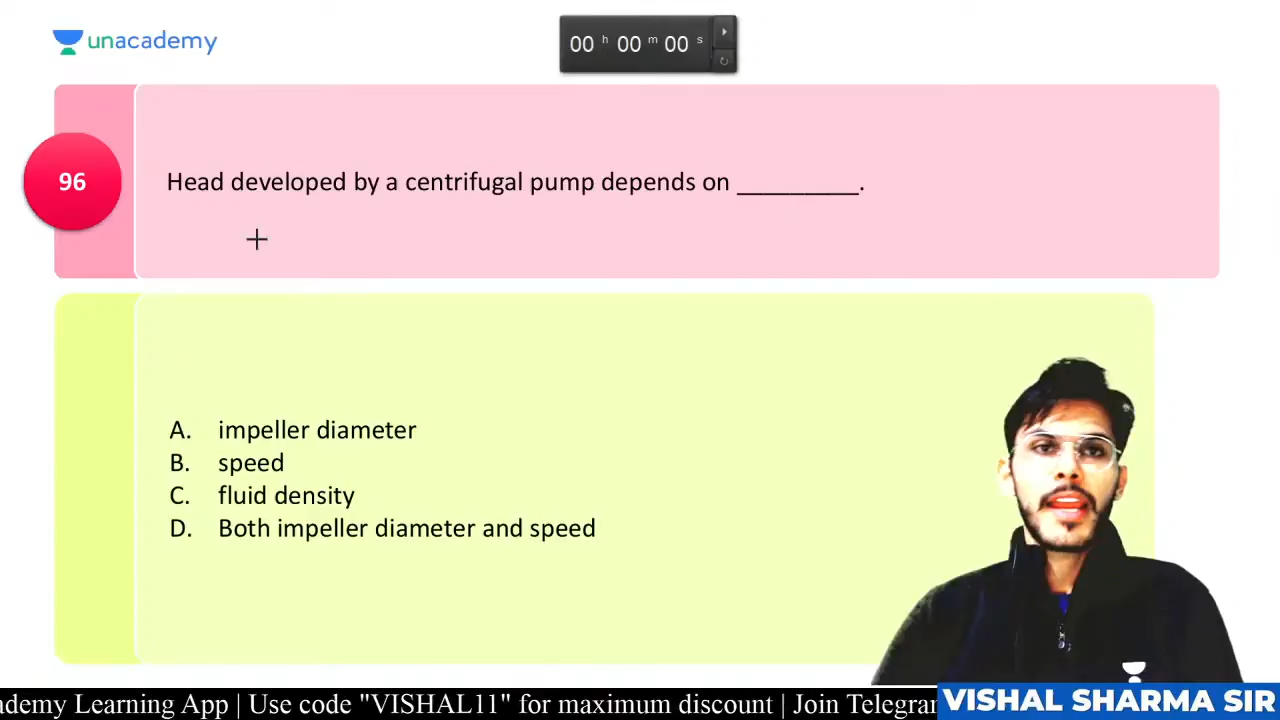 unacademy
00 h 00 m 00 s
96
Head developed by a centrifugal pump depends on __________.
A. impeller diameter
B. speed
C. fluid density
D. Both impeller diameter and speed
ademy Learning App | Use code "VISHAL11" for maximum discount | Join Telegram
VISHAL SHARMA SIR